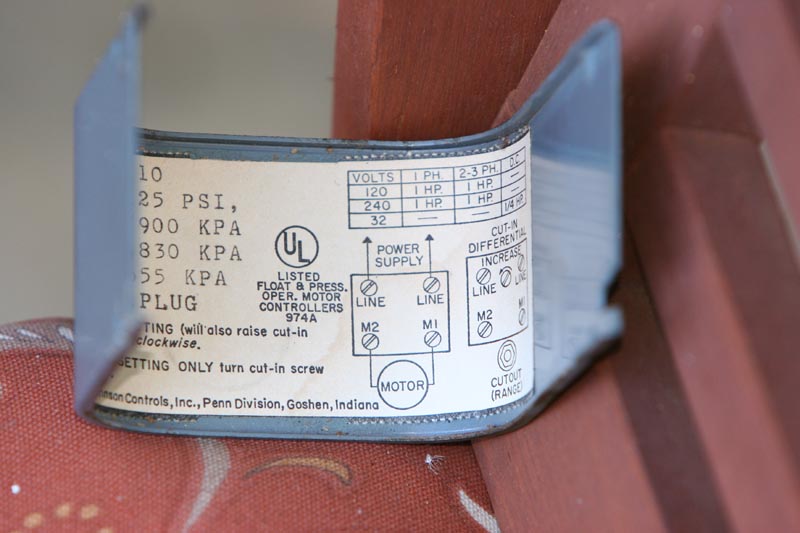 10
25 PSI,
900 KPA
830 KPA
55 KPA
PLUG
UL
LISTED
FLOAT & PRESS.
OPER. MOTOR
CONTROLLERS
974A
VOLTS 1 PH. 2-3 PH. D.C.
120 1 HP. 1 HP. —
240 1 HP. 1 HP. 1/4 HP.
32 — —
POWER
SUPPLY
LINE LINE
M2 M1
MOTOR
CUT-IN
DIFFERENTIAL
INCREASE
LINE
M2 M1
CUTOUT
(RANGE)
TING (will also raise cut-in
clockwise.
SETTING ONLY turn cut-in screw
nson Controls, Inc., Penn Division, Goshen, Indiana